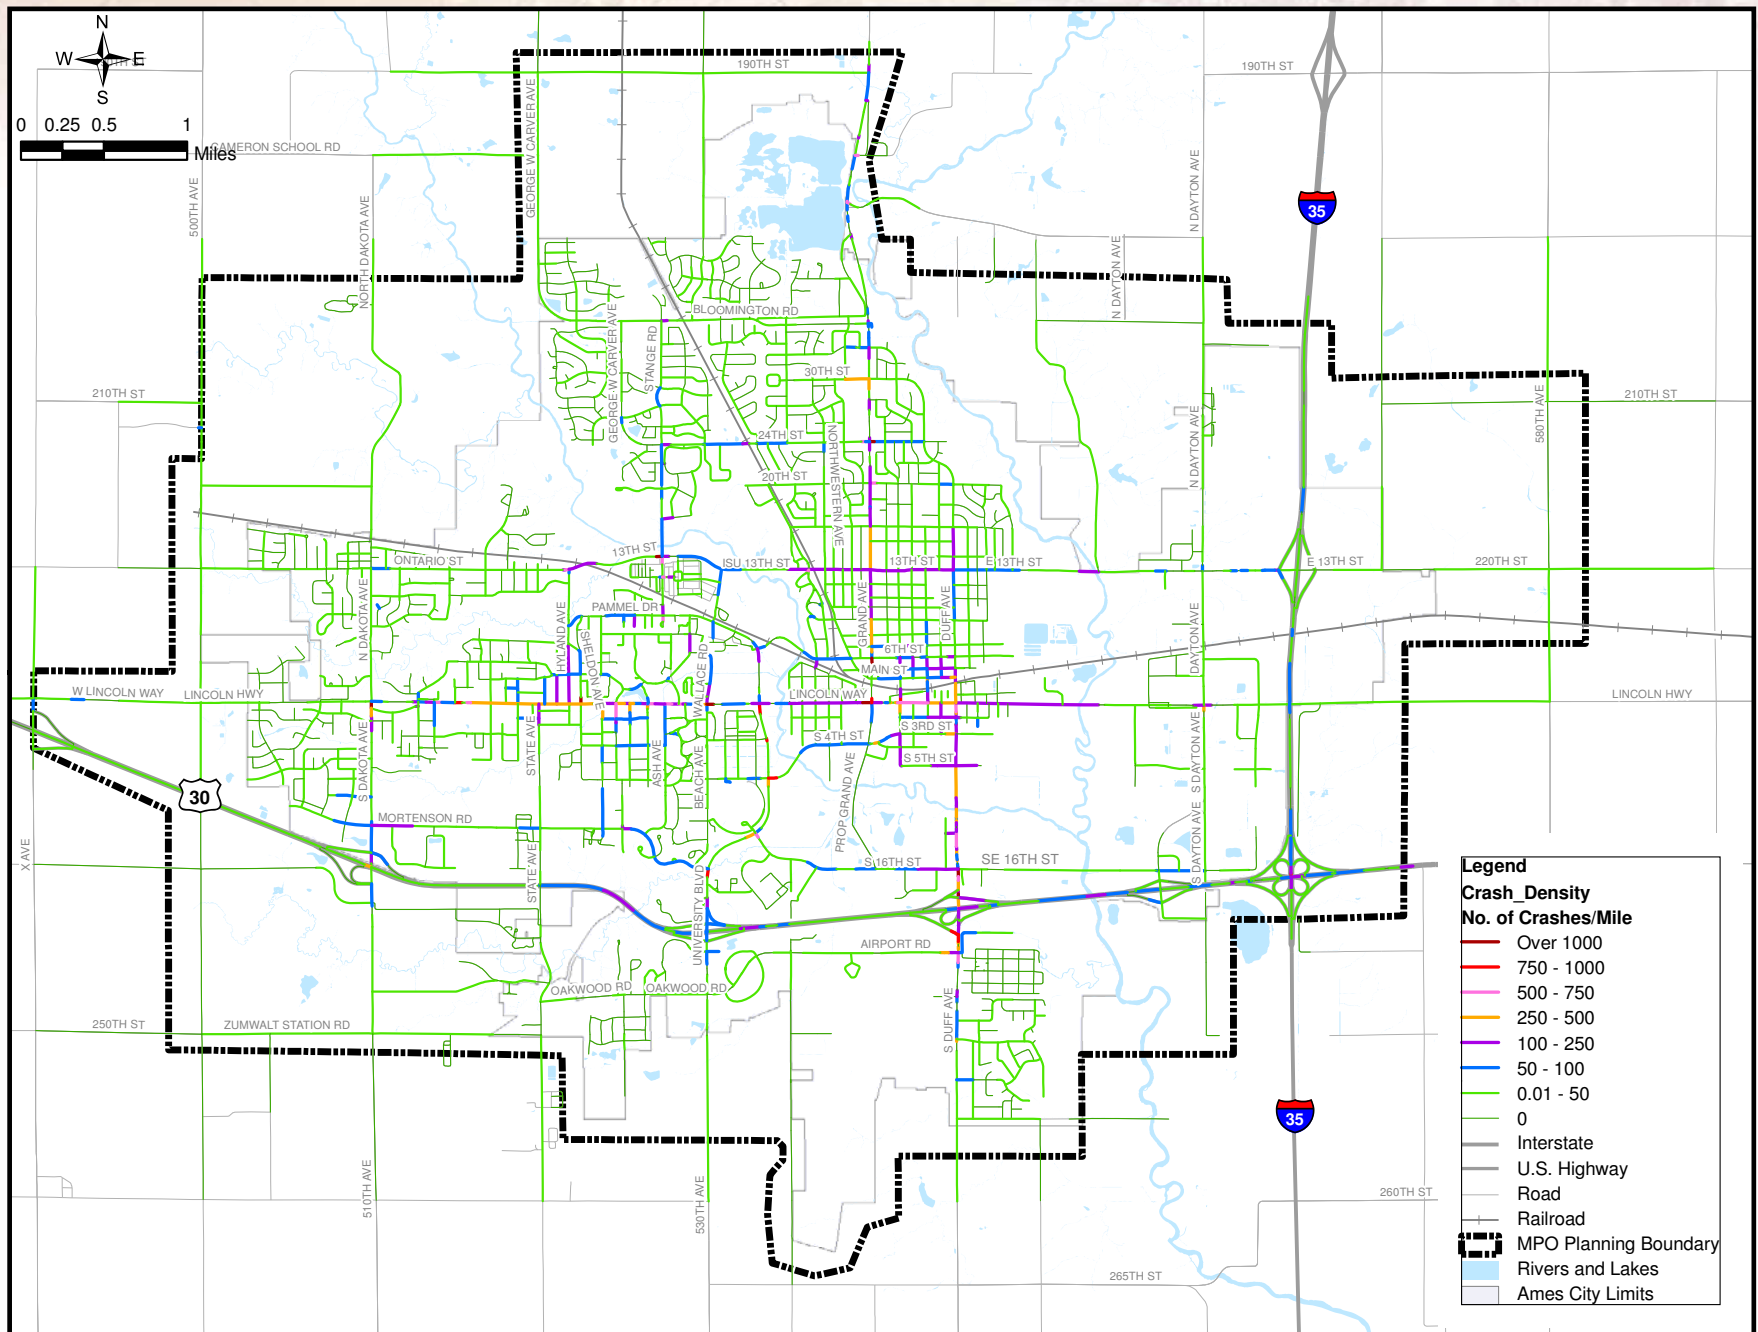 N
W E
S
0 0.25 0.5 1
Miles
190TH ST
190TH ST
CAMERON SCHOOL RD
500TH AVE
NORTH DAKOTA AVE
GEORGE W CARVER AVE
N DAYTON AVE
35
N DAYTON AVE
BLOOMINGTON RD
GEORGE W CARVER AVE
STANGE RD
30TH ST
210TH ST
210TH ST
580TH AVE
24TH ST
NORTHWESTERN AVE
N DAYTON AVE
20TH ST
13TH ST
ONTARIO ST
ISU 13TH ST
13TH ST
E 13TH ST
E 13TH ST
220TH ST
N DAKOTA AVE
PAMMEL DR
HYLAND AVE
SHELDON AVE
GRAND AVE
DUFF AVE
DAYTON AVE
6TH ST
MAIN ST
WALLACE RD
W LINCOLN WAY
LINCOLN HWY
LINCOLN WAY
LINCOLN HWY
S 3RD ST
S 4TH ST
S 5TH ST
S DAKOTA AVE
STATE AVE
ASH AVE
BEACH AVE
S DAYTON AVE
PROP GRAND AVE
30
MORTENSON RD
S DAYTON AVE
X AVE
STATE AVE
S 16TH ST
SE 16TH ST
UNIVERSITY BLVD
AIRPORT RD
OAKWOOD RD
OAKWOOD RD
S DUFF AVE
250TH ST
ZUMWALT STATION RD
35
510TH AVE
530TH AVE
260TH ST
265TH ST
Legend
Crash_Density
No. of Crashes/Mile
Over 1000
750 - 1000
500 - 750
250 - 500
100 - 250
50 - 100
0.01 - 50
0
Interstate
U.S. Highway
Road
Railroad
MPO Planning Boundary
Rivers and Lakes
Ames City Limits